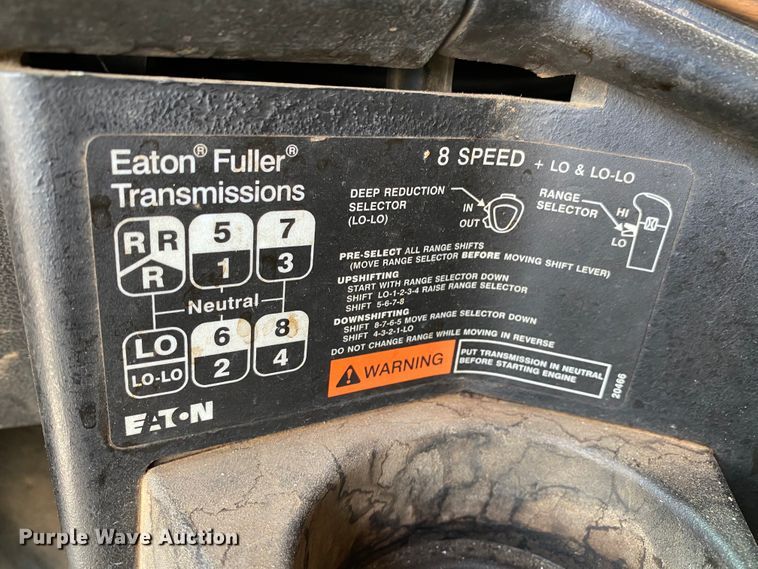 Eaton® Fuller®
Transmissions
8 SPEED + LO & LO-LO
DEEP REDUCTION
SELECTOR
(LO-LO)
IN
OUT
RANGE
SELECTOR
HI
LO
R R
R
5
1
7
3
Neutral
LO
LO-LO
6
2
8
4
PRE-SELECT ALL RANGE SHIFTS
(MOVE RANGE SELECTOR BEFORE MOVING SHIFT LEVER)
UPSHIFTING
START WITH RANGE SELECTOR DOWN
SHIFT LO-1-2-3-4 RAISE RANGE SELECTOR
SHIFT 5-6-7-8
DOWNSHIFTING
SHIFT 8-7-6-5 MOVE RANGE SELECTOR DOWN
SHIFT 4-3-2-1-LO
DO NOT CHANGE RANGE WHILE MOVING IN REVERSE
WARNING
PUT TRANSMISSION IN NEUTRAL
BEFORE STARTING ENGINE
20466
EATON
Purple Wave Auction